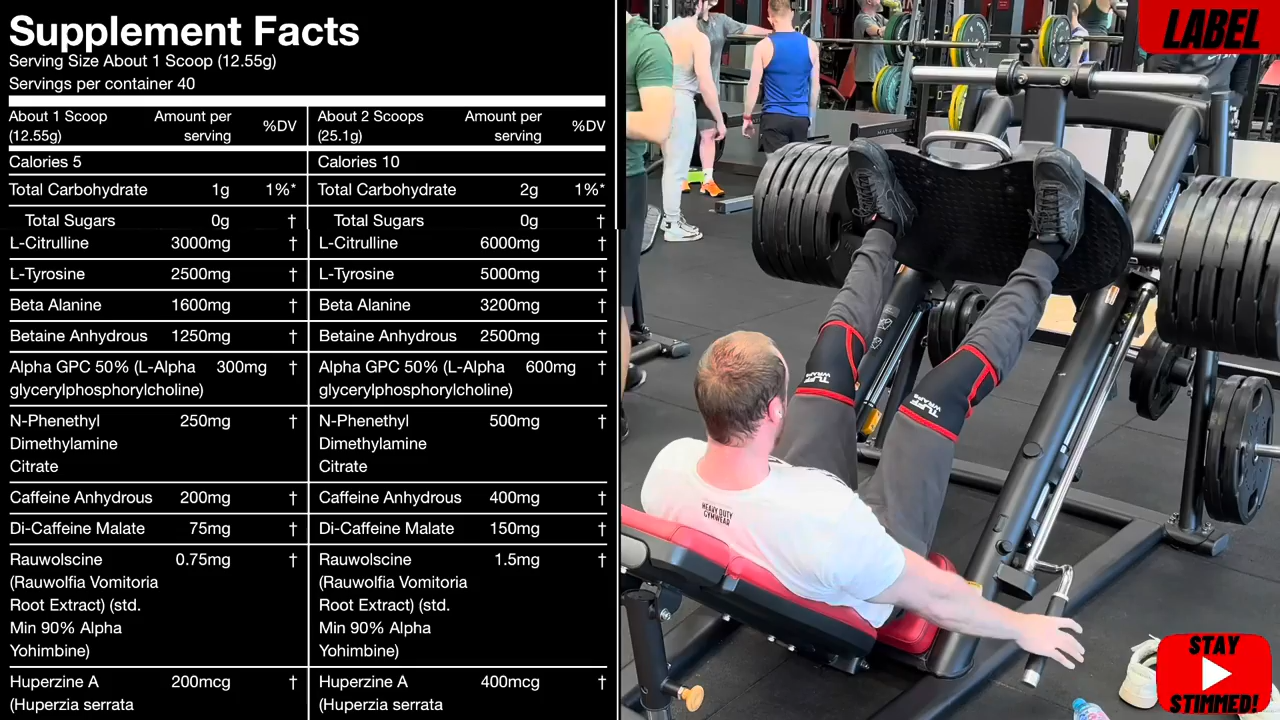 Supplement Facts
Serving Size About 1 Scoop (12.55g)
Servings per container 40
About 1 Scoop (12.55g) Amount per serving %DV About 2 Scoops (25.1g) Amount per serving %DV
Calories 5 Calories 10
Total Carbohydrate 1g 1%* Total Carbohydrate 2g 1%*
Total Sugars 0g † Total Sugars 0g †
L-Citrulline 3000mg † L-Citrulline 6000mg †
L-Tyrosine 2500mg † L-Tyrosine 5000mg †
Beta Alanine 1600mg † Beta Alanine 3200mg †
Betaine Anhydrous 1250mg † Betaine Anhydrous 2500mg †
Alpha GPC 50% (L-Alpha 300mg † Alpha GPC 50% (L-Alpha 600mg †
glycerylphosphorylcholine) glycerylphosphorylcholine)
N-Phenethyl 250mg † N-Phenethyl 500mg †
Dimethylamine Dimethylamine
Citrate Citrate
Caffeine Anhydrous 200mg † Caffeine Anhydrous 400mg †
Di-Caffeine Malate 75mg † Di-Caffeine Malate 150mg †
Rauwolscine 0.75mg † Rauwolscine 1.5mg †
(Rauwolfia Vomitoria (Rauwolfia Vomitoria
Root Extract) (std. Root Extract) (std.
Min 90% Alpha Min 90% Alpha
Yohimbine) Yohimbine)
Huperzine A 200mcg † Huperzine A 400mcg †
(Huperzia serrata (Huperzia serrata
LABEL
MATRIX
TUFF
WRAPS
TUFF
WRAPS
HEAVY DUTY
GYMWEAR
STAY
STIMMED!